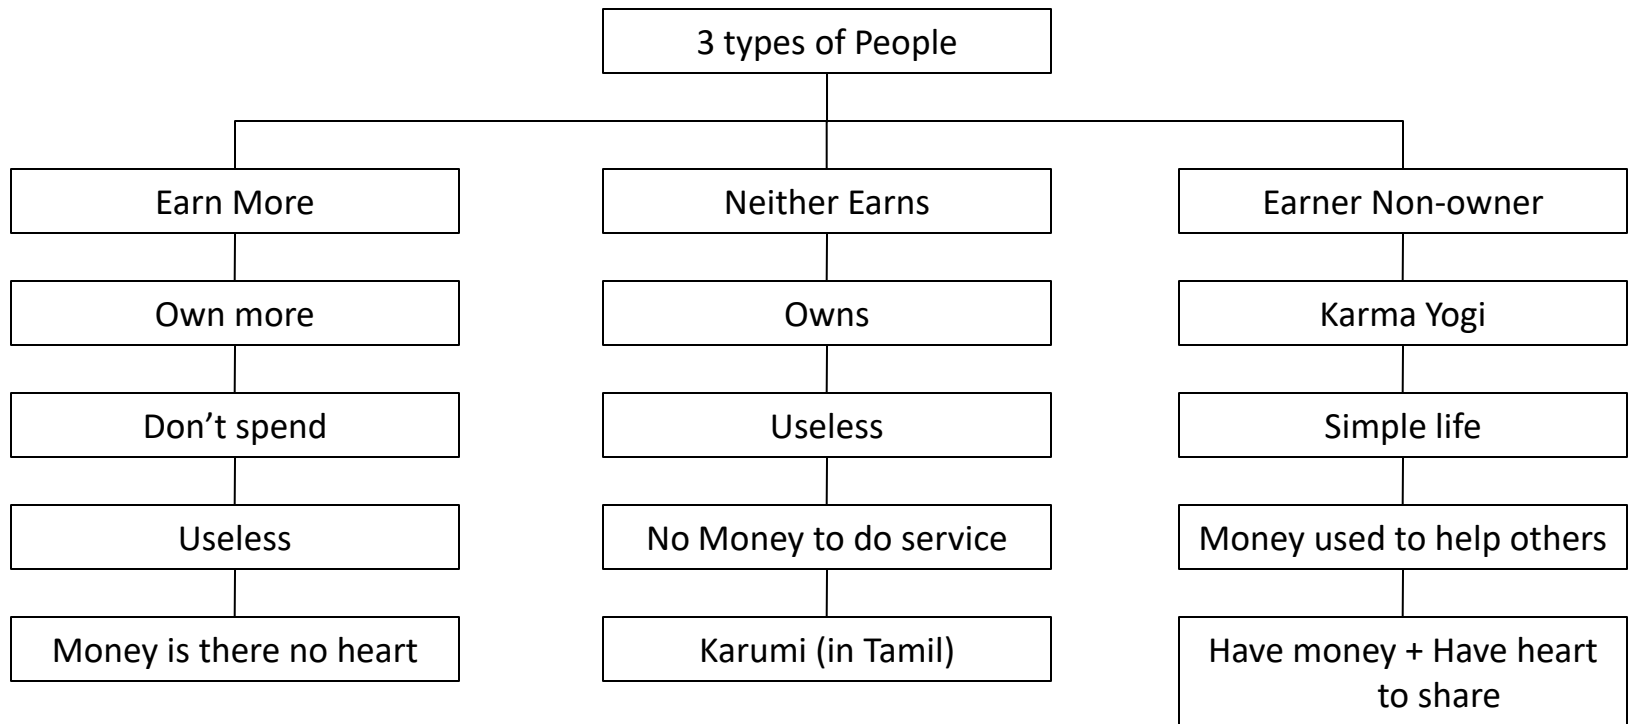 3 types of People
Earn More
Own more
Don’t spend
Useless
Money is there no heart
Neither Earns
Owns
Useless
No Money to do service
Karumi (in Tamil)
Earner Non-owner
Karma Yogi
Simple life
Money used to help others
Have money + Have heart
to share